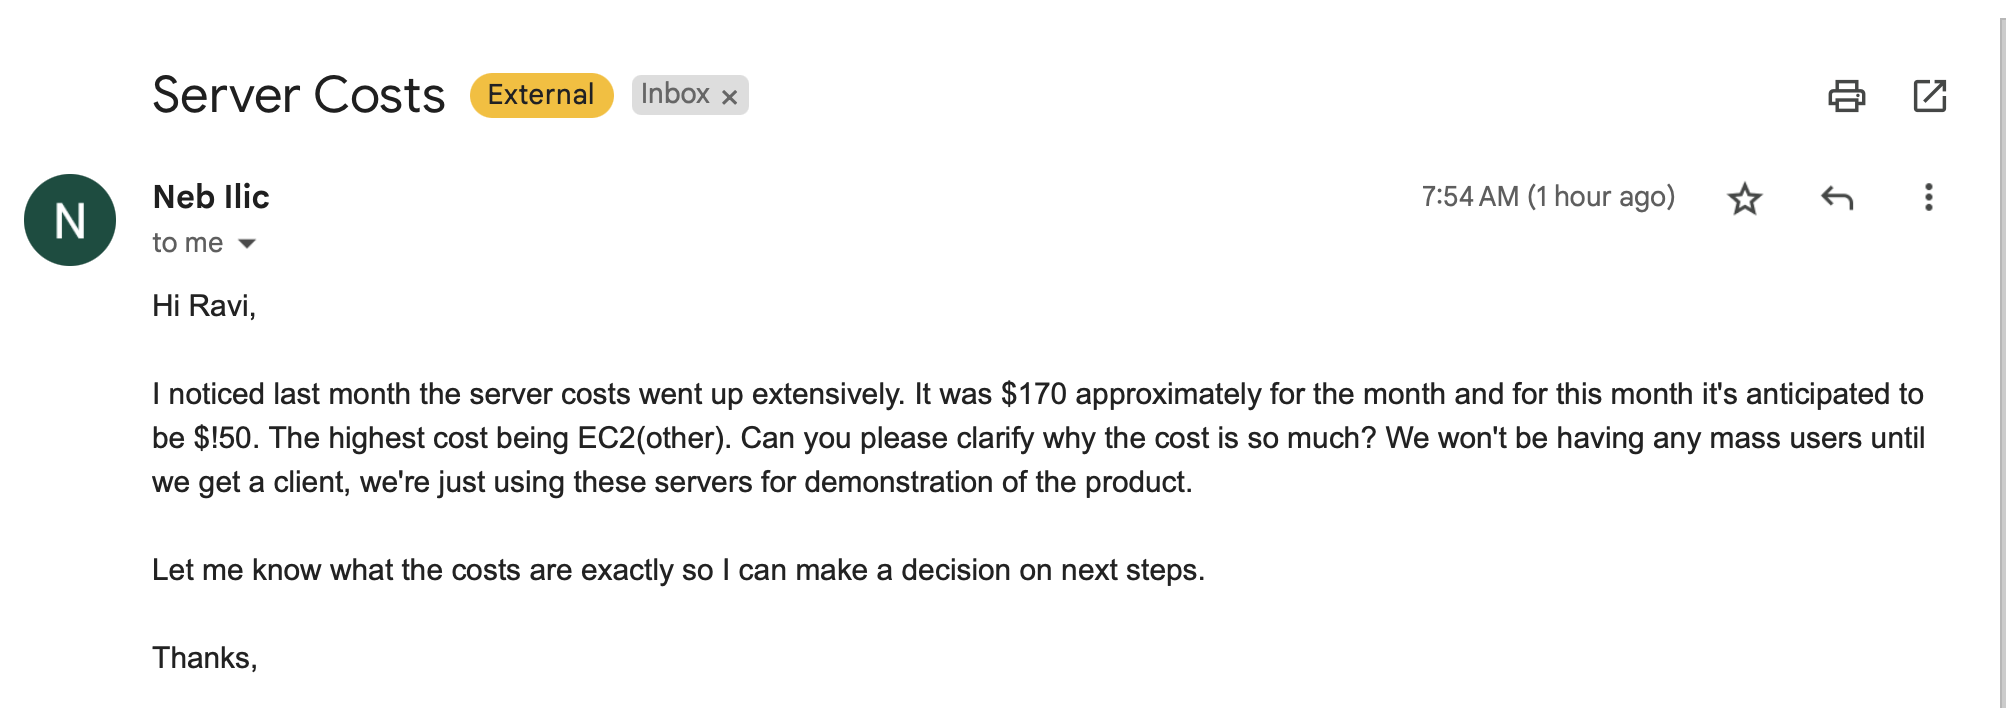 Server Costs External Inbox ×
N
Neb Ilic 7:54 AM (1 hour ago)
to me
Hi Ravi,
I noticed last month the server costs went up extensively. It was $170 approximately for the month and for this month it's anticipated to
be $!50. The highest cost being EC2(other). Can you please clarify why the cost is so much? We won't be having any mass users until
we get a client, we're just using these servers for demonstration of the product.
Let me know what the costs are exactly so I can make a decision on next steps.
Thanks,